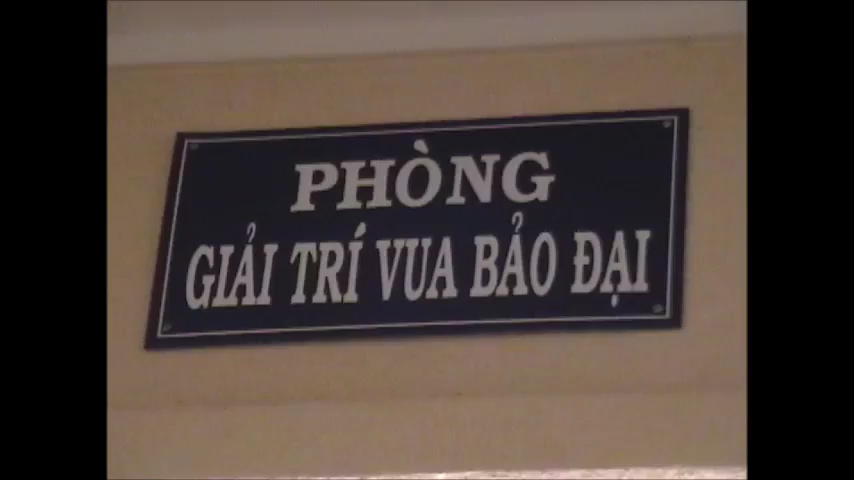 PHÒNG
GIẢI TRÍ VUA BẢO ĐẠI